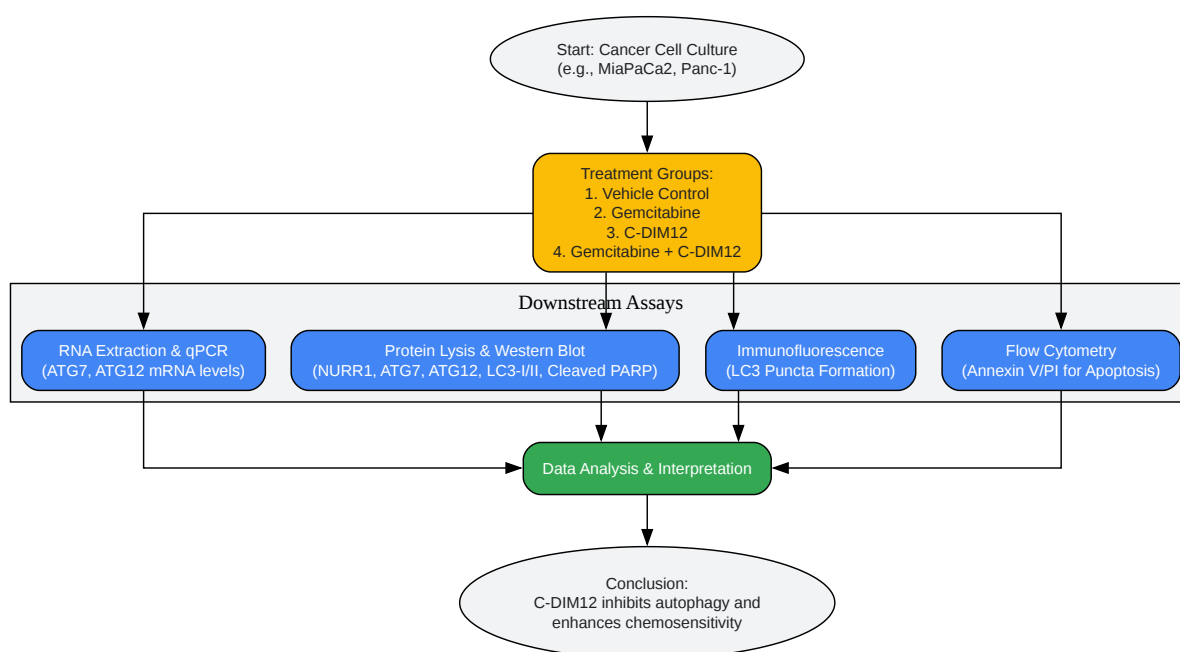 Start: Cancer Cell Culture
(e.g., MiaPaCa2, Panc-1)
Treatment Groups:
1. Vehicle Control
2. Gemcitabine
3. C-DIM12
4. Gemcitabine + C-DIM12
Downstream Assays
RNA Extraction & qPCR
(ATG7, ATG12 mRNA levels)
Protein Lysis & Western Blot
(NURR1, ATG7, ATG12, LC3-I/II, Cleaved PARP)
Immunofluorescence
(LC3 Puncta Formation)
Flow Cytometry
(Annexin V/PI for Apoptosis)
Data Analysis & Interpretation
Conclusion:
C-DIM12 inhibits autophagy and
enhances chemosensitivity